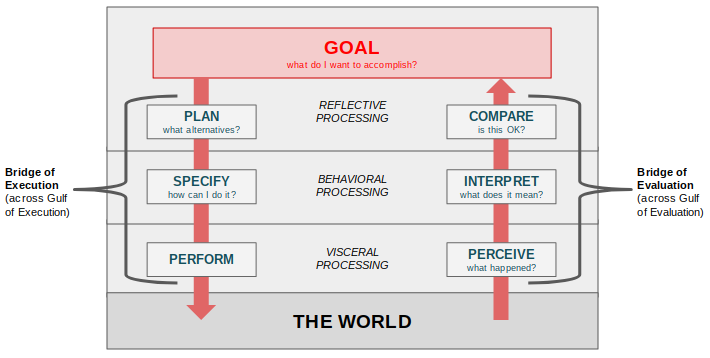 GOAL
what do I want to accomplish?
REFLECTIVE
PROCESSING
PLAN
what alternatives?
COMPARE
is this OK?
Bridge of
Execution
(across Gulf
of Execution)
SPECIFY
how can I do it?
BEHAVIORAL
PROCESSING
INTERPRET
what does it mean?
Bridge of
Evaluation
(across Gulf
of Evaluation)
PERFORM
VISCERAL
PROCESSING
PERCEIVE
what happened?
THE WORLD